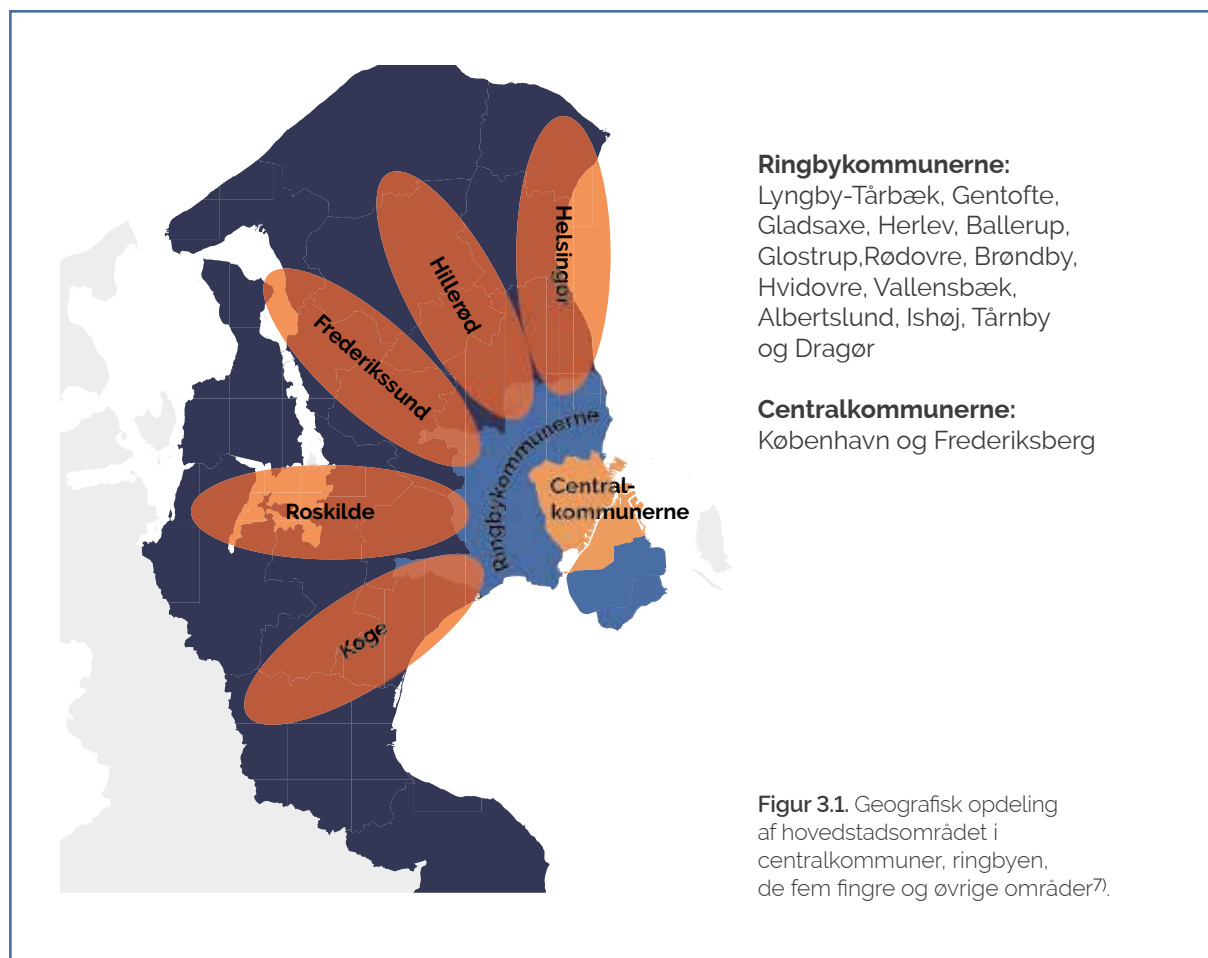 Helsingør
Hillerød
Frederikssund
Ringbykommunerne
Central-
kommunerne
Roskilde
Køge
Ringbykommunerne:
Lyngby-Tårbæk, Gentofte,
Gladsaxe, Herlev, Ballerup,
Glostrup,Rødovre, Brøndby,
Hvidovre, Vallensbæk,
Albertslund, Ishøj, Tårnby
og Dragør
Centralkommunerne:
København og Frederiksberg
Figur 3.1. Geografisk opdeling
af hovedstadsområdet i
centralkommuner, ringbyen,
de fem fingre og øvrige områder⁷⁾.